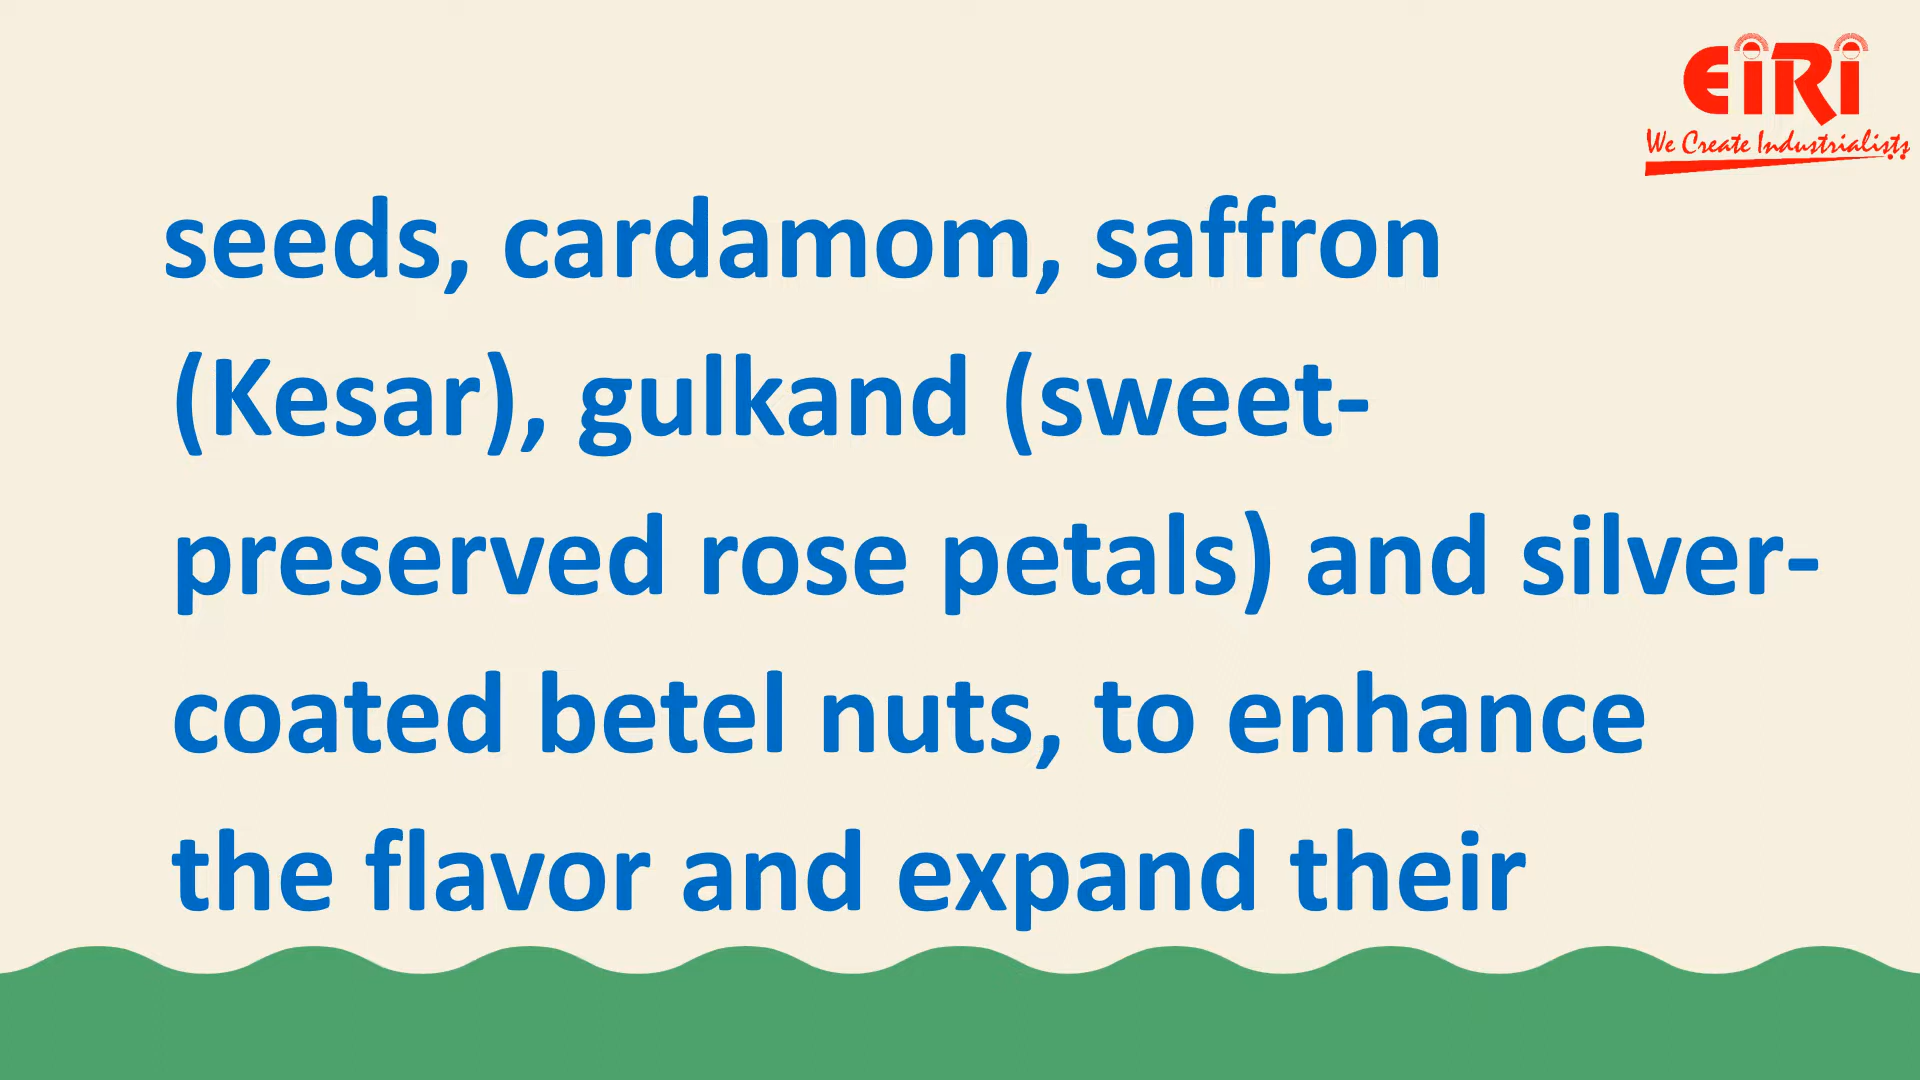 EiRi
We Create Industrialists
seeds, cardamom, saffron
(Kesar), gulkand (sweet-
preserved rose petals) and silver-
coated betel nuts, to enhance
the flavor and expand their